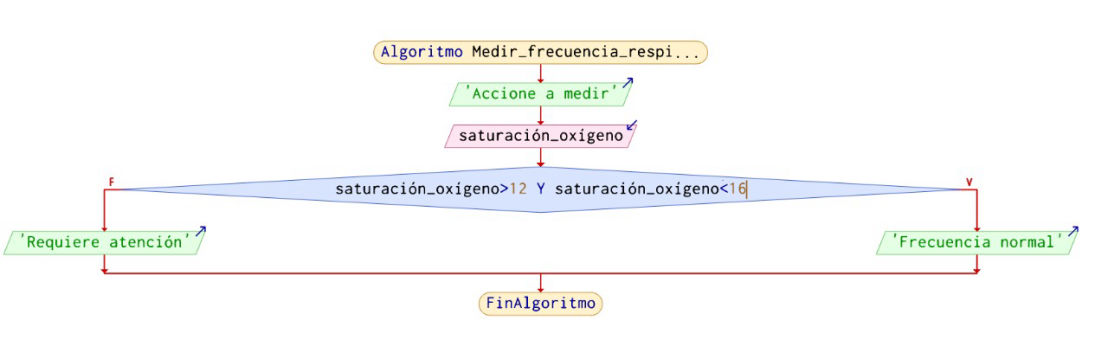 Algoritmo Medir_frecuencia_respi...
'Accione a medir'
saturación_oxígeno
saturación_oxígeno>12 Y saturación_oxígeno<16
F
V
'Requiere atención'
'Frecuencia normal'
FinAlgoritmo